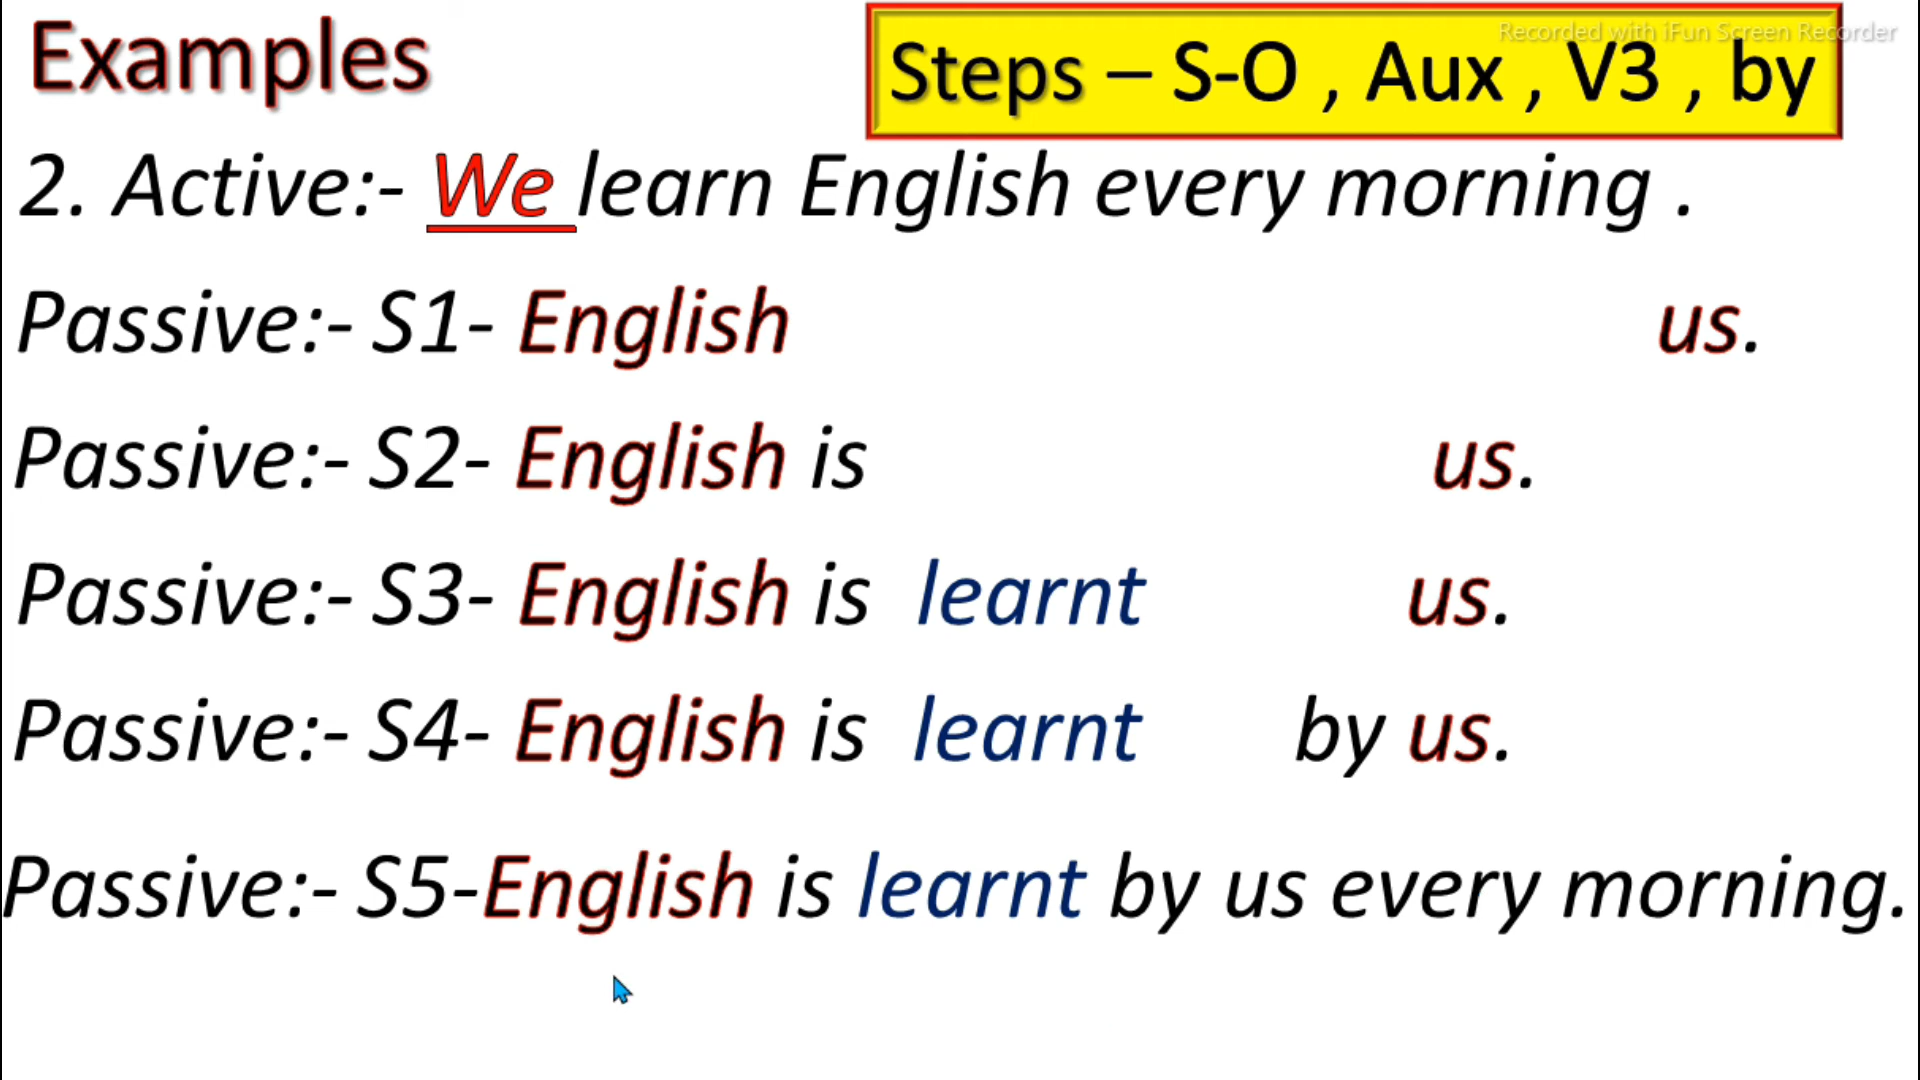 Recorded with iFun Screen Recorder
Examples
Steps – S-O , Aux , V3 , by
2. Active:- We learn English every morning .
Passive:- S1- English us.
Passive:- S2- English is us.
Passive:- S3- English is learnt us.
Passive:- S4- English is learnt by us.
Passive:- S5-English is learnt by us every morning.